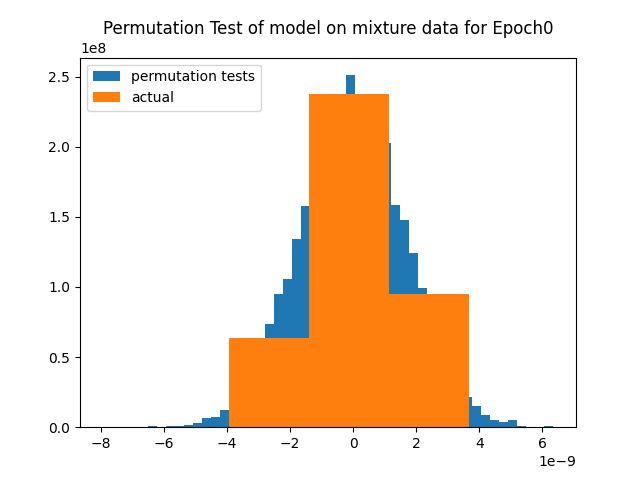 Permutation Test of model on mixture data for Epoch0
1e8
permutation tests
actual
2.5
2.0
1.5
1.0
0.5
0.0
−8 −6 −4 −2 0 2 4 6
1e−9